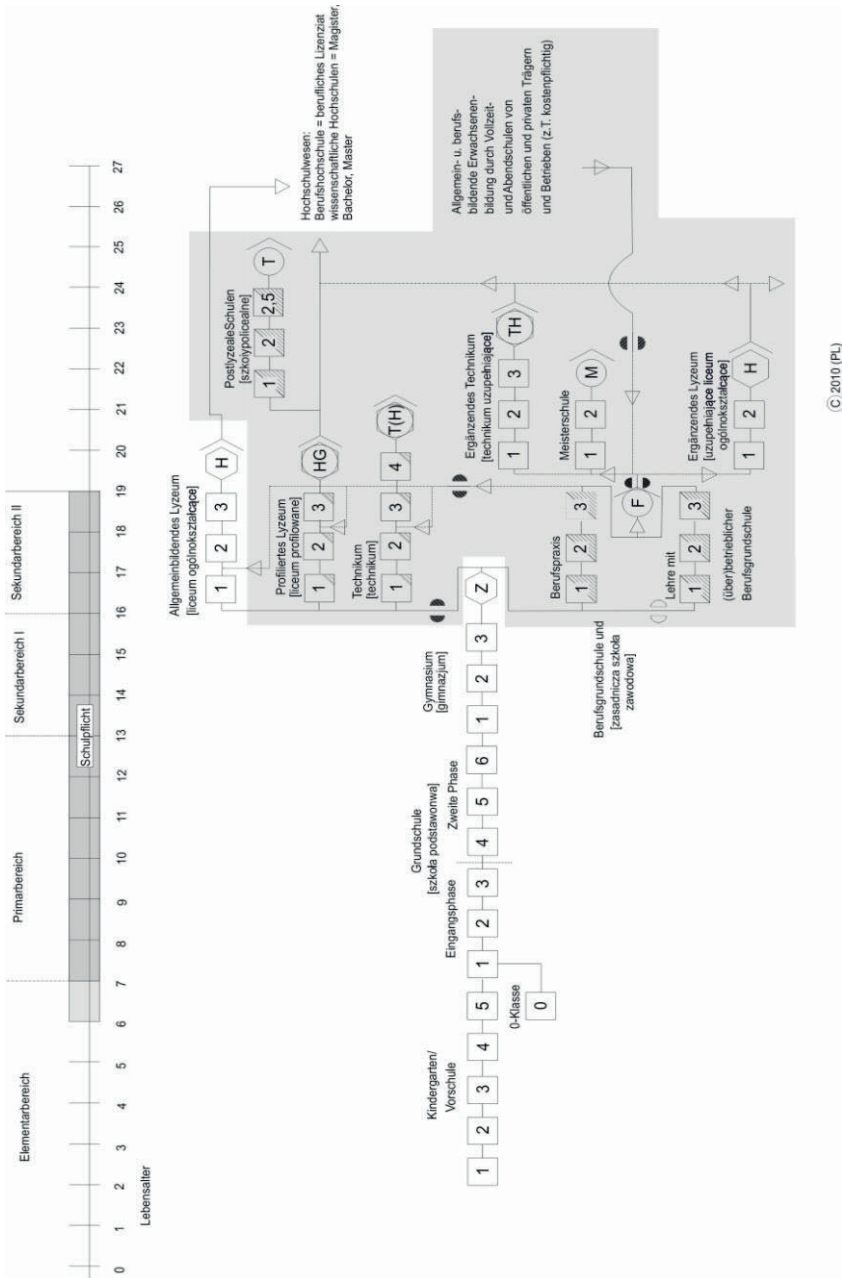 Elementarbereich
Primarbereich
Sekundarbereich I
Sekundarbereich II
Schulpflicht
0 1 2 3 4 5 6 7 8 9 10 11 12 13 14 15 16 17 18 19 20 21 22 23 24 25 26 27
Lebensalter
Allgemeinbildendes Lyzeum
[liceum ogólnokształcące]
1 2 3 H
PostlyzealeSchulen
[szkoiypolicealne]
1 2 2,5 T
Hochschulwesen:
Berufshochschule = berufliches Lizenziat
wissenschaftliche Hochschulen = Magister,
Bachelor, Master
Profiliertes Lyzeum
[liceum profilowane]
1 2 3 HG
Technikum
[technikum]
1 2 3 4 T(H)
Kindergarten/
Vorschule
1 2 3 4 5
0-Klasse
0
Grundschule
[szkoła podstawonwa]
Eingangsphase
Zweite Phase
1 2 3 4 5 6
Gymnasium
[gimnazjum]
1 2 3 Z
Allgemein- u. berufs-
bildende Erwachsenen-
bildung durch Vollzeit-
und Abendschulen von
öffentlichen und privaten Trägern
und Betrieben (z.T. kostenpflichtig)
Ergänzendes Technikum
[technikum uzupełniające]
1 2 3 TH
Berufspraxis
1 2 3
Meisterschule
1 2 M
F
Berufsgrundschule und
[zasadnicza szkoła
zawodowa]
Lehre mit
1 2 3
(über)betrieblicher
Berufsgrundschule
Ergänzendes Lyzeum
[uzupełniające liceum
ogólnokształcące]
1 2 H
© 2010 (PL)